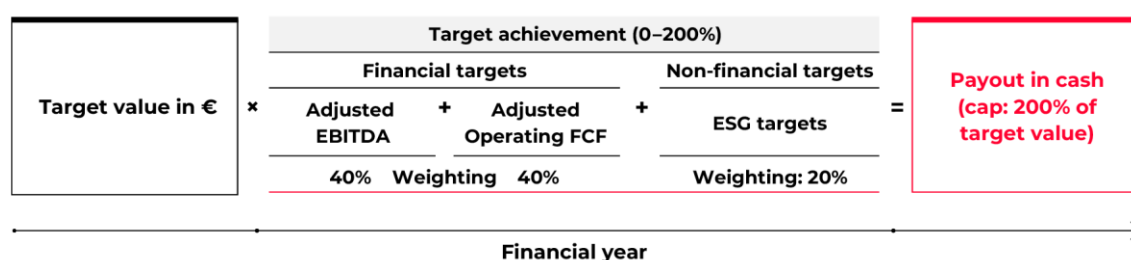 Target achievement (0–200%)
Financial targets
Non-financial targets
Target value in €
×
Adjusted
EBITDA
+
Adjusted
Operating FCF
+
ESG targets
=
Payout in cash
(cap: 200% of
target value)
40% Weighting 40%
Weighting: 20%
Financial year